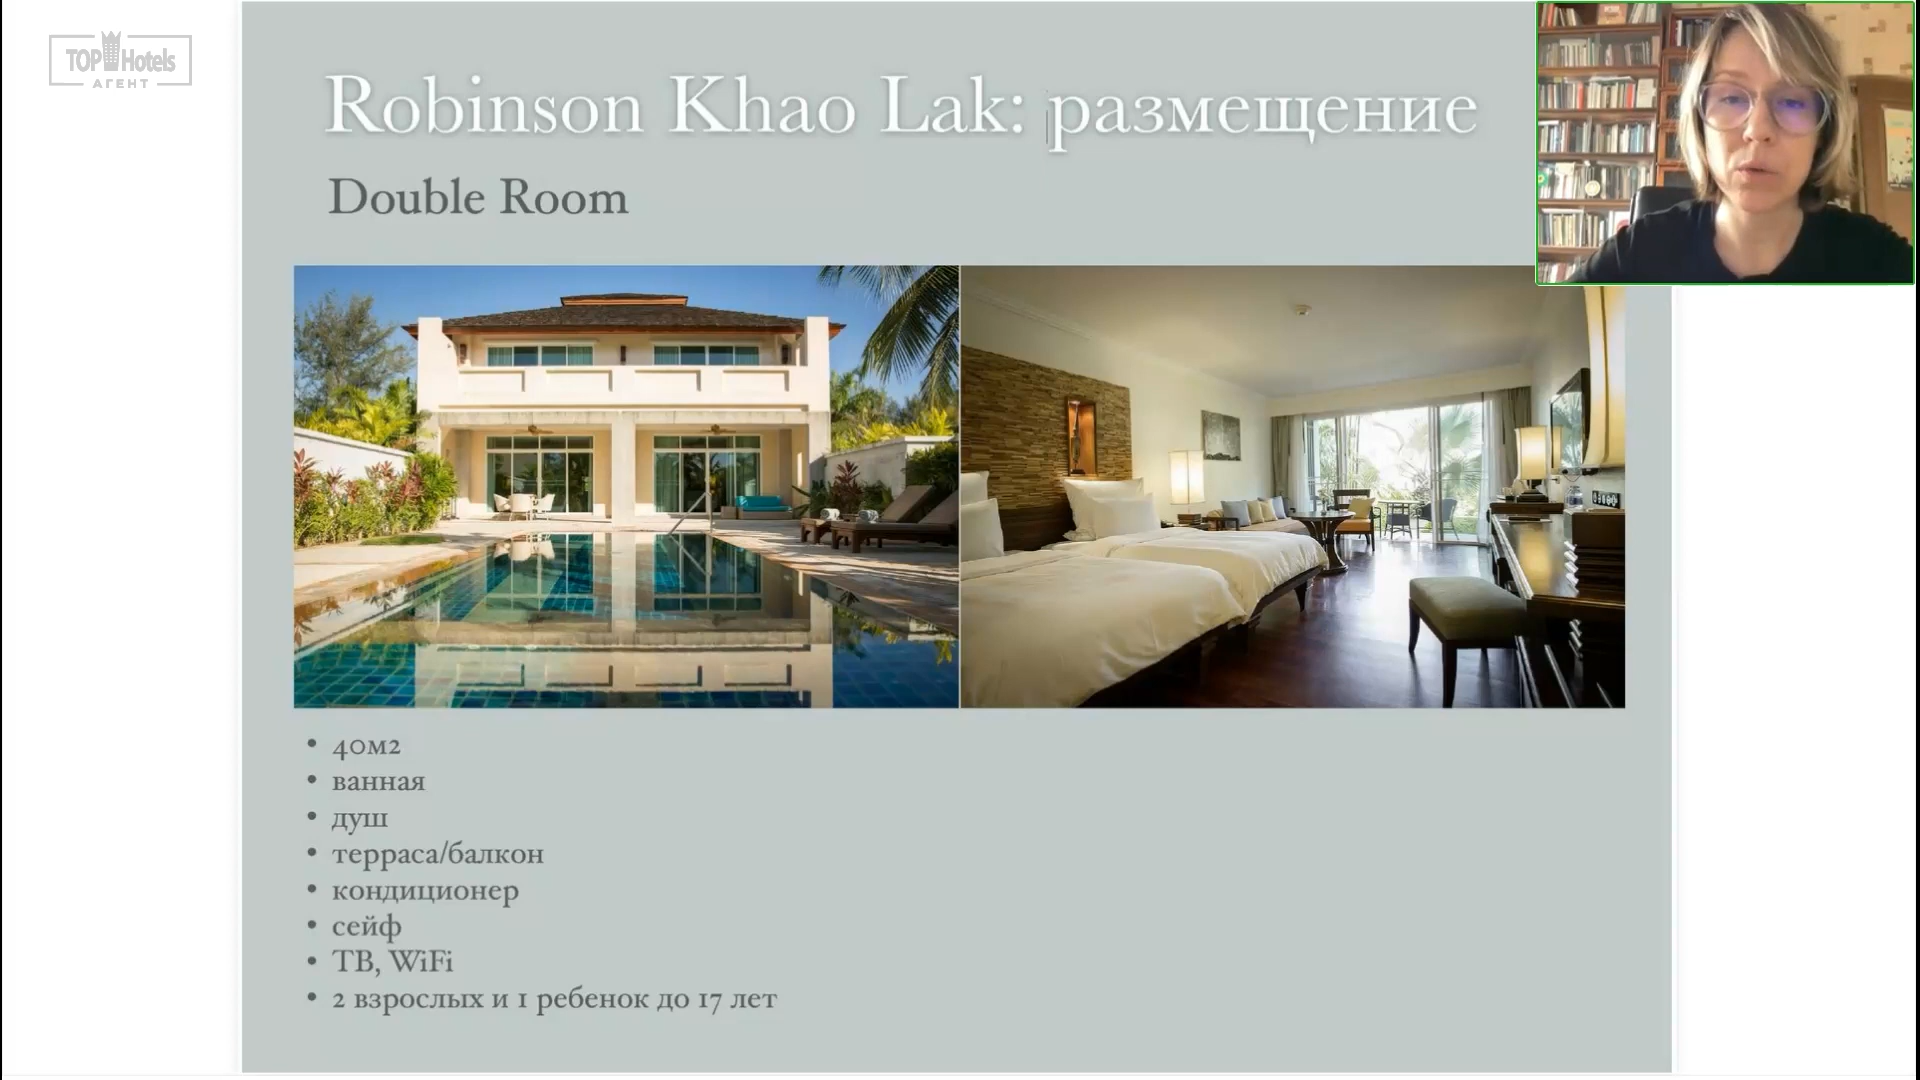 TOP Hotels
АГЕНТ
Robinson Khao Lak: размещение
Double Room
• 40м2
• ванная
• душ
• терраса/балкон
• кондиционер
• сейф
• ТВ, WiFi
• 2 взрослых и 1 ребенок до 17 лет